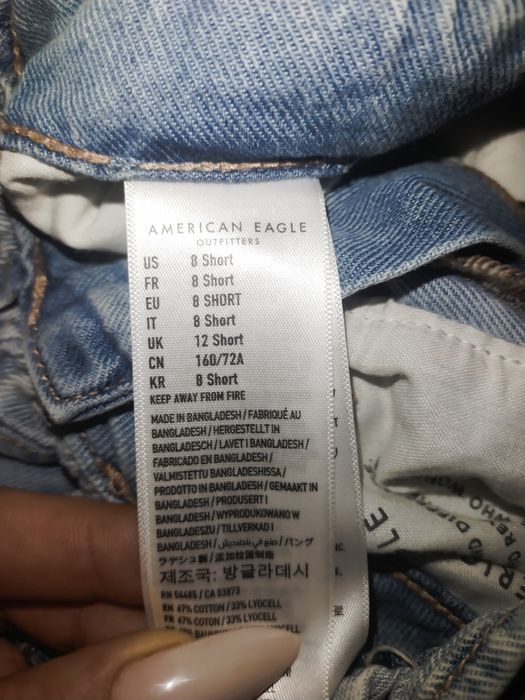 AMERICAN EAGLE
OUTFITTERS
US 8 Short
FR 8 Short
EU 8 SHORT
IT 8 Short
UK 12 Short
CN 160/72A
KR 8 Short
KEEP AWAY FROM FIRE
MADE IN BANGLADESH / FABRIQUÉ AU
BANGLADESH / HERGESTELLT IN
BANGLADESCH / LAVET I BANGLADESH /
FABRICADO EN BANGLADESH /
VALMISTETTU BANGLADESHISSA /
PRODOTTO IN BANGLADESH / GEMAAKT IN
BANGLADESH / PRODUSERT I
BANGLADESH / WYPRODUKOWANO W
BANGLADESZU / TILLVERKAD I
BANGLADESH / صنع في بنجلاديش / バング
ラデシュ製 / 孟加拉國制造
제조국: 방글라데시
RN 54485 / CA 03873
EN 67% COTTON / 33% LYOCELL
FR 67% COTON / 33% LYOCELL
LYOCELL